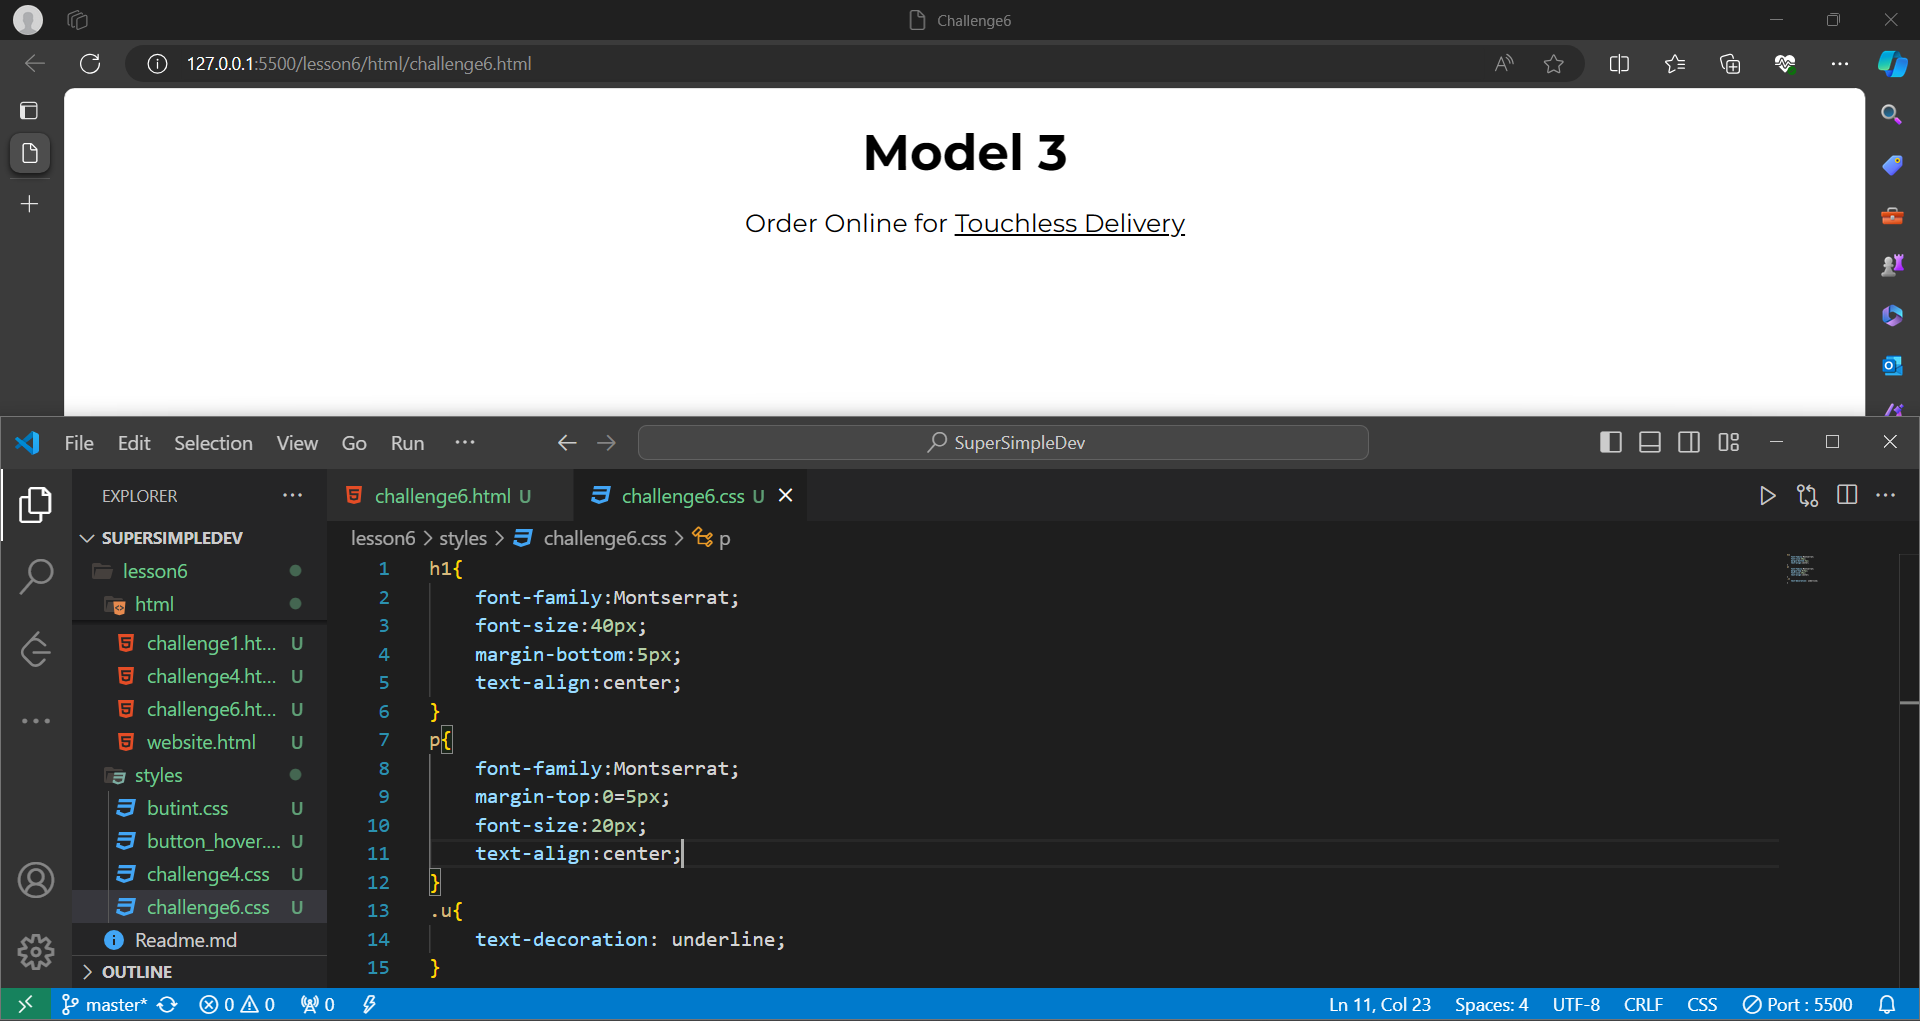 Challenge6
127.0.0.1:5500/lesson6/html/challenge6.html
Model 3
Order Online for Touchless Delivery
File Edit Selection View Go Run ··· SuperSimpleDev
EXPLORER ···
challenge6.html U
challenge6.css U
SUPERSIMPLEDEV
lesson6 > styles > challenge6.css > p
lesson6
html
challenge1.ht... U
challenge4.ht... U
challenge6.ht... U
website.html U
styles
butint.css U
button_hover.... U
challenge4.css U
challenge6.css U
Readme.md
OUTLINE
1 h1{
2 font-family:Montserrat;
3 font-size:40px;
4 margin-bottom:5px;
5 text-align:center;
6 }
7 p{
8 font-family:Montserrat;
9 margin-top:0=5px;
10 font-size:20px;
11 text-align:center;
12 }
13 .u{
14 text-decoration: underline;
15 }
master* 0 0 0 Ln 11, Col 23 Spaces: 4 UTF-8 CRLF CSS Port : 5500